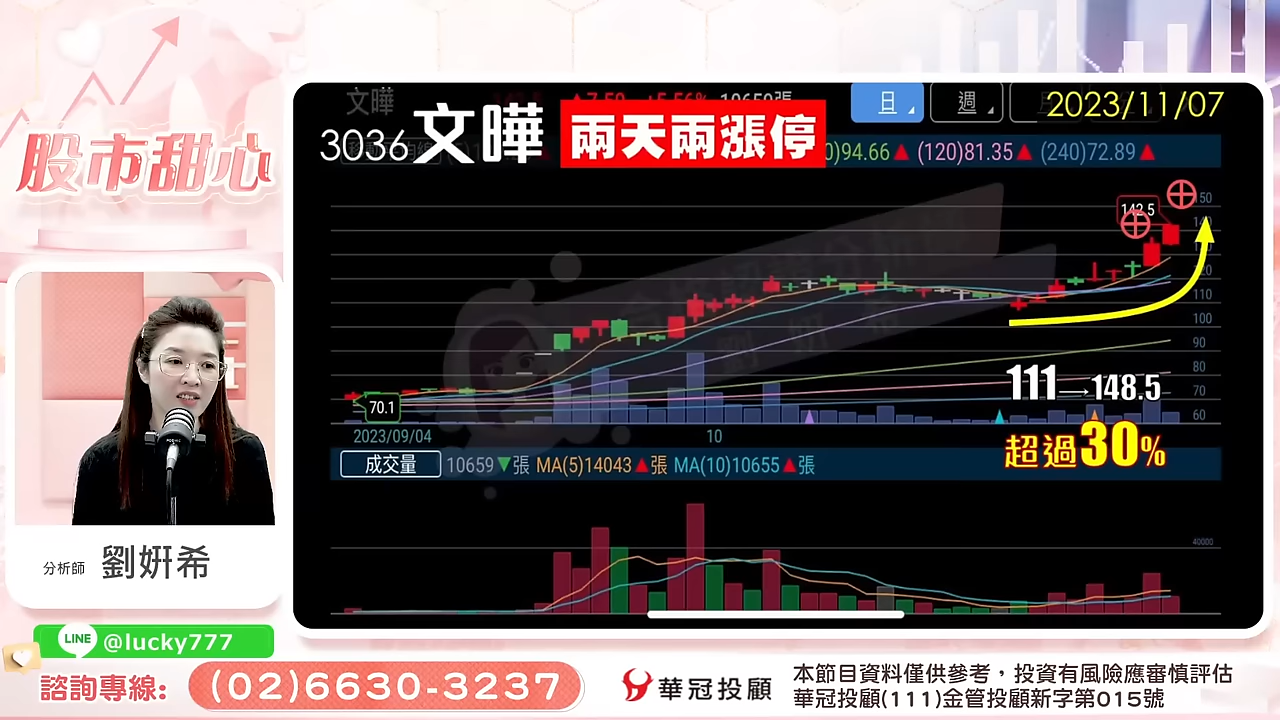 股市甜心
分析師 劉妍希
LINE @lucky777
諮詢專線:
(02)6630-3237
華冠投顧
本節目資料僅供參考,投資有風險應審慎評估
華冠投顧(111)金管投顧新字第015號
文曄
日
週
2023/11/07
3036文曄
兩天兩漲停
94.66▲ (120)81.35▲ (240)72.89▲
142.5
120
110
100
90
80
70
60
70.1
111→148.5
超過30%
2023/09/04
10
成交量 10659▼張 MA(5)14043▲張 MA(10)10655▲張
40000